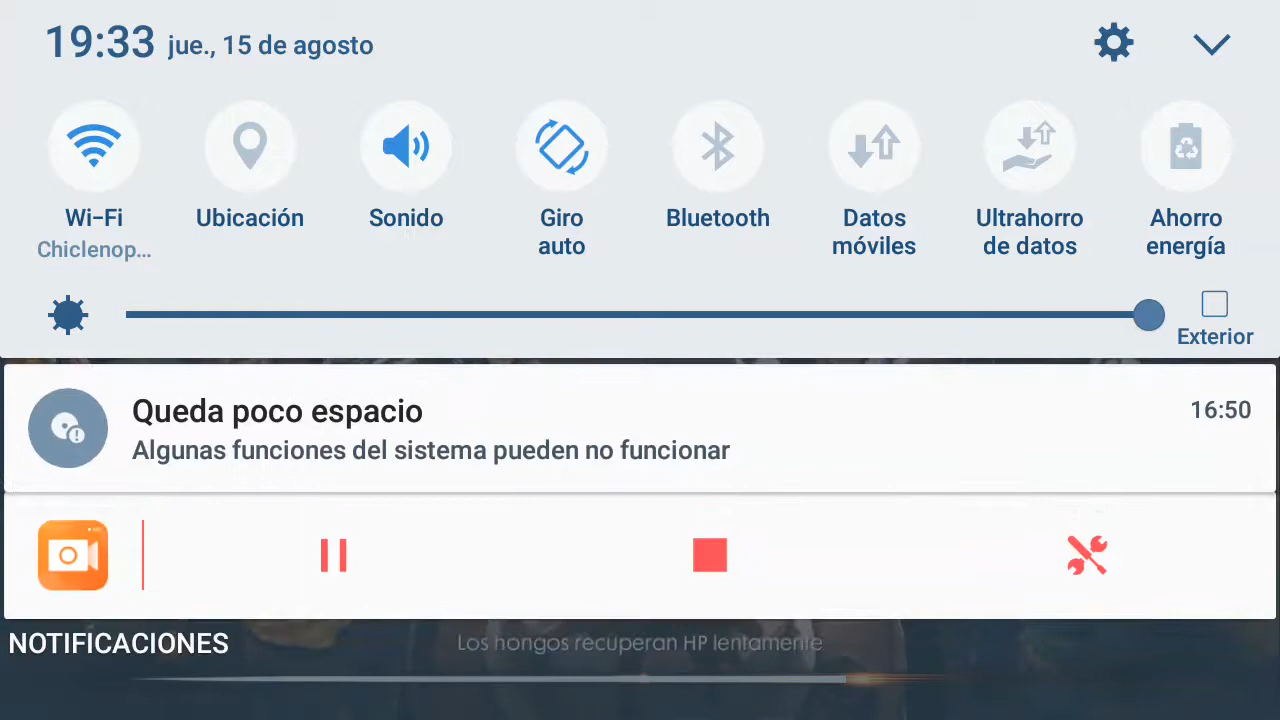 19:33 jue., 15 de agosto
Wi-Fi
Chiclenop...
Ubicación
Sonido
Giro
auto
Bluetooth
Datos
móviles
Ultrahorro
de datos
Ahorro
energía
Exterior
Queda poco espacio
16:50
Algunas funciones del sistema pueden no funcionar
NOTIFICACIONES
Los hongos recuperan HP lentamente